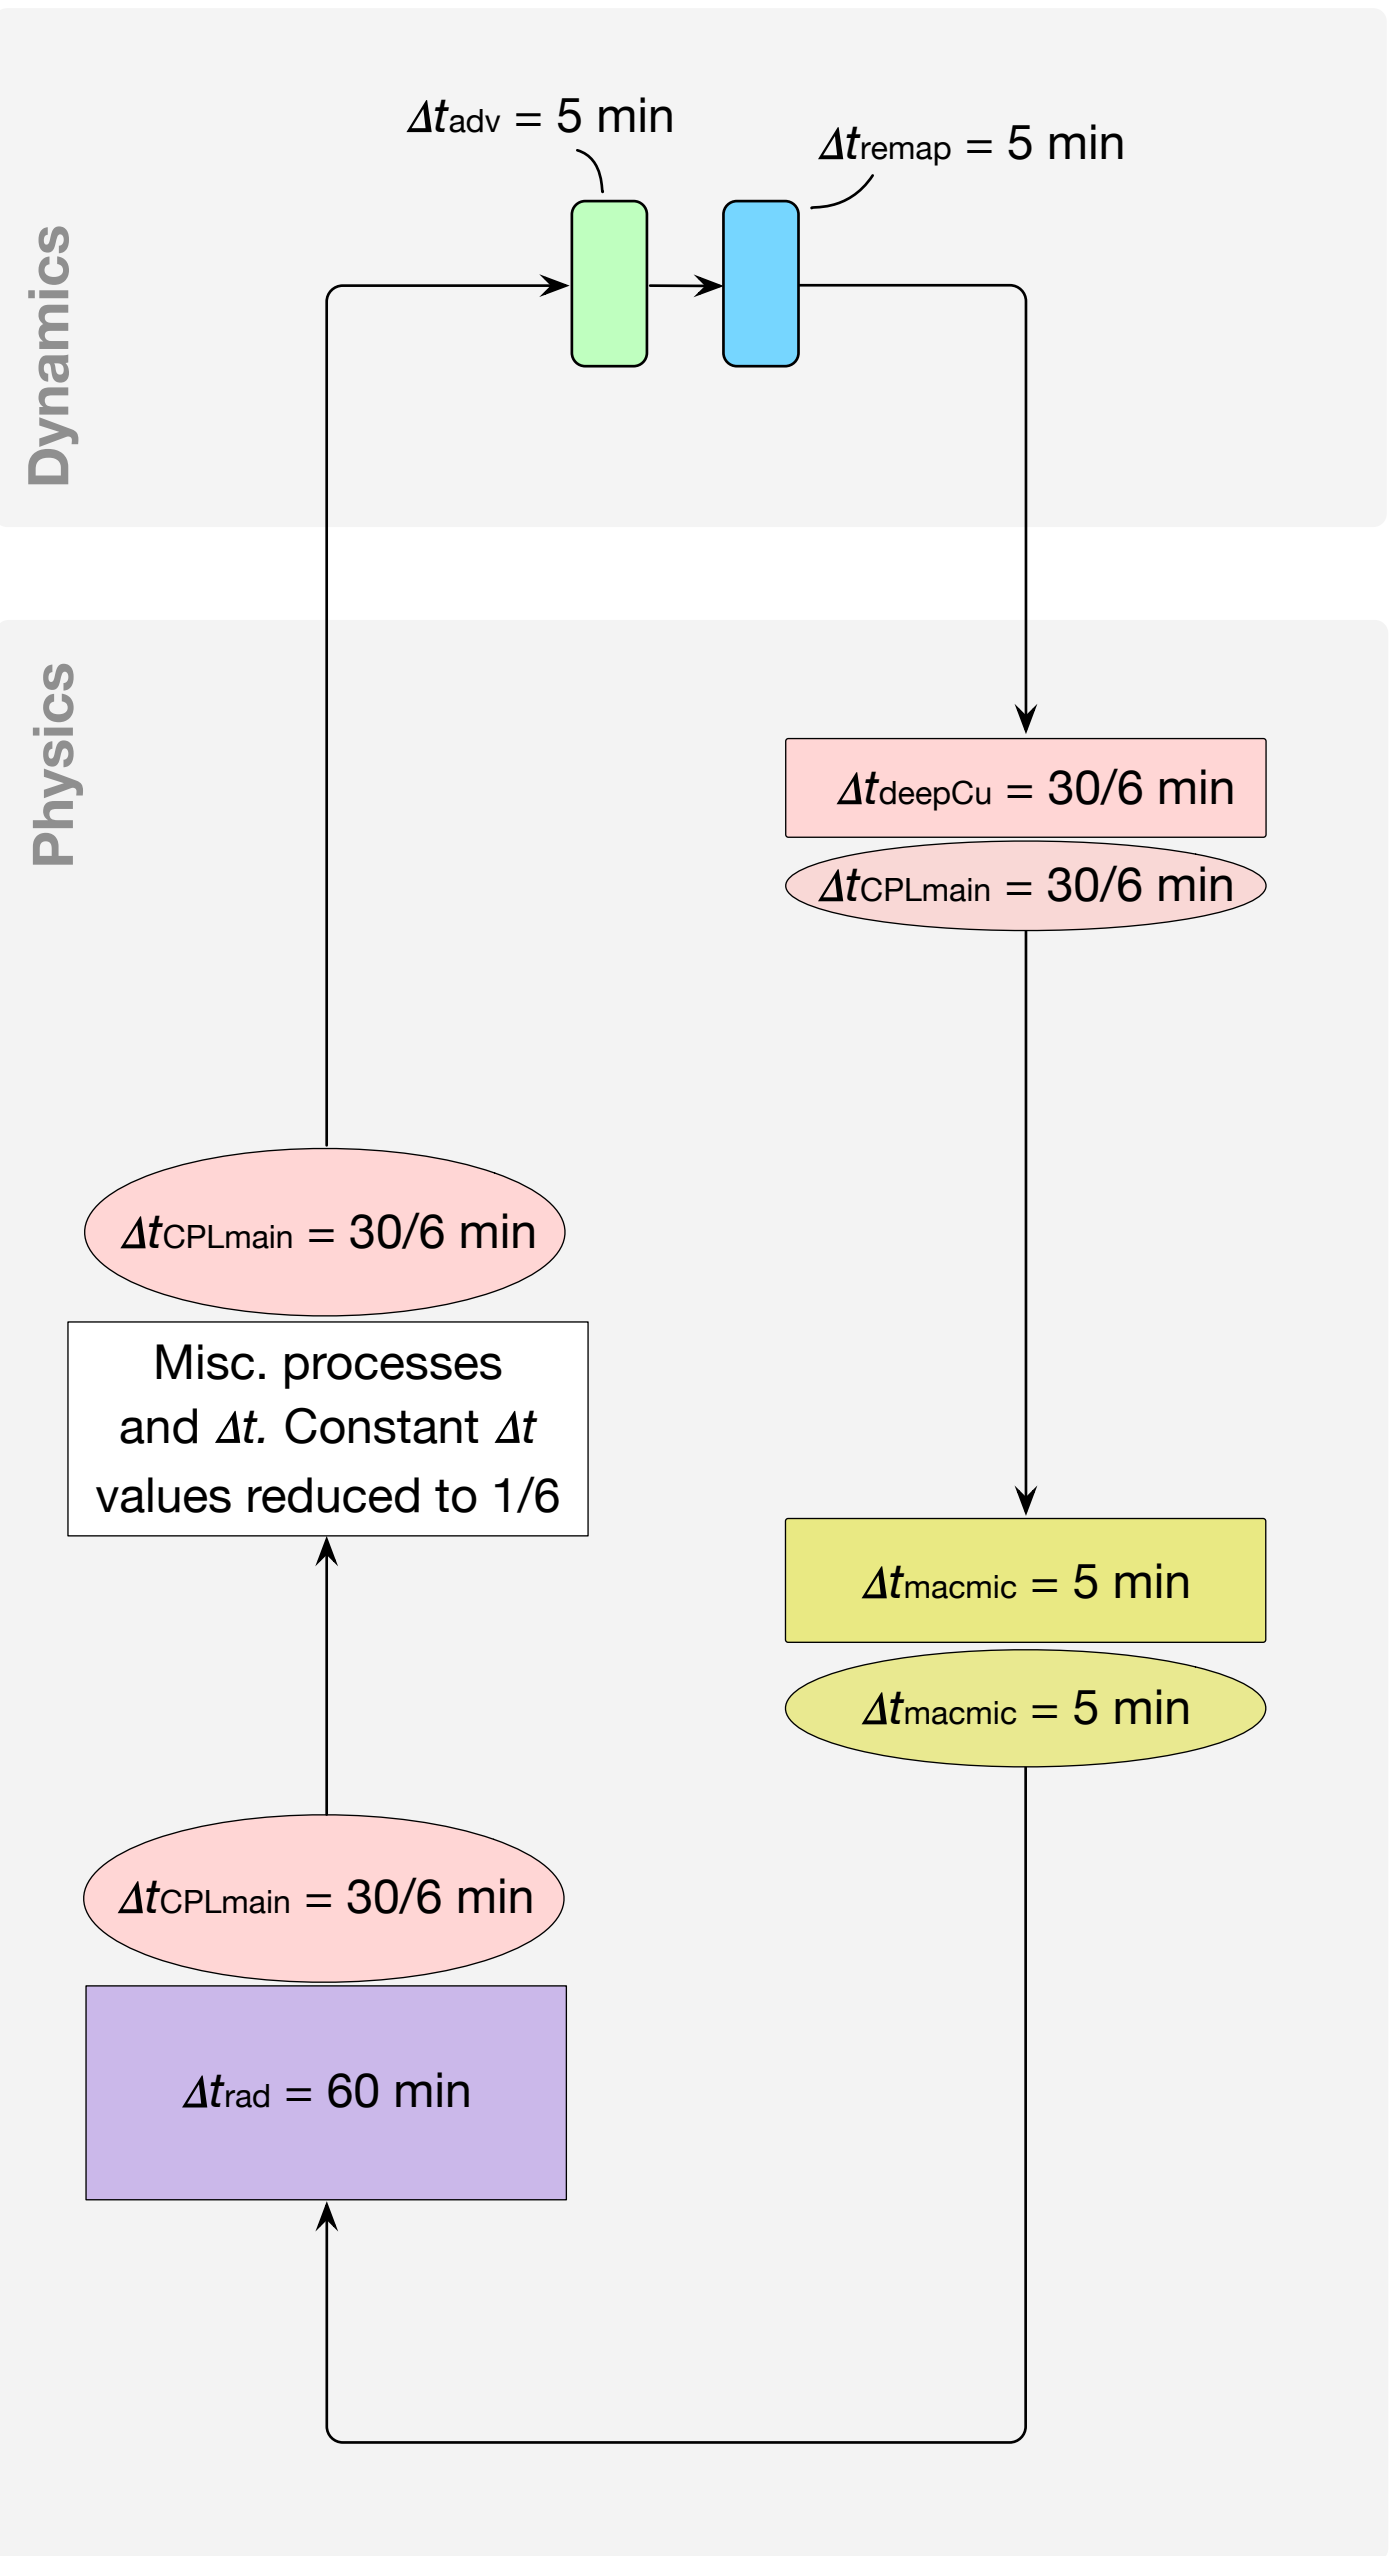 Dynamics
Δtadv = 5 min
Δtremap = 5 min
Physics
ΔtdeepCu = 30/6 min
ΔtCPLmain = 30/6 min
ΔtCPLmain = 30/6 min
Misc. processes
and Δt. Constant Δt
values reduced to 1/6
Δtmacmic = 5 min
Δtmacmic = 5 min
ΔtCPLmain = 30/6 min
Δtrad = 60 min